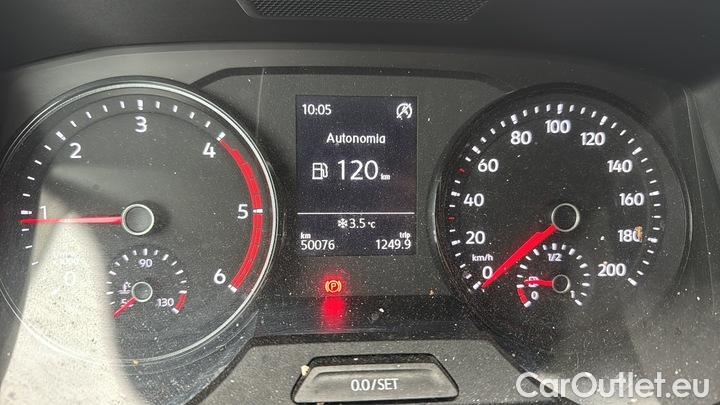 10:05
Autonomia
120 km
3.5 °C
km trip
50076 1249.9
1 2 3 4 5 6
90
130
0 20 40 60 80 100 120 140 160 180 200
km/h
1/2
0 1
P
0.0/SET
CarOutlet.eu